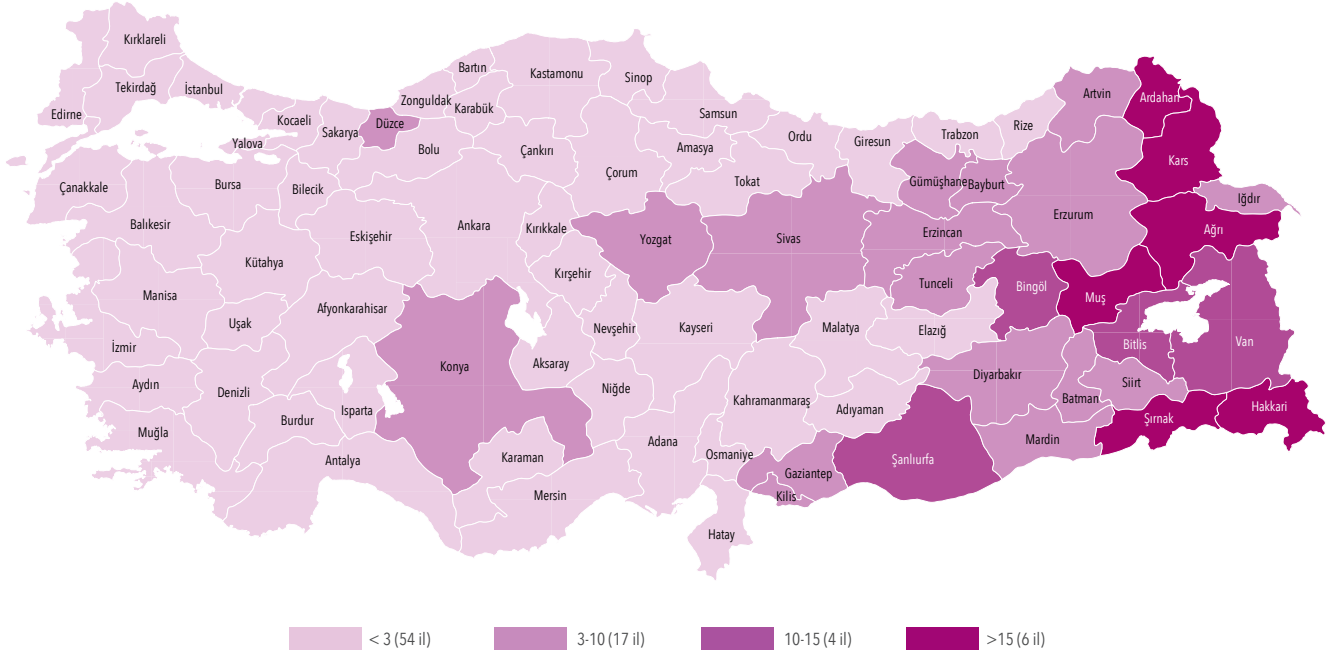 Kırklareli
Tekirdağ
İstanbul
Edirne
Kocaeli
Yalova
Sakarya
Düzce
Zonguldak
Bartın
Karabük
Kastamonu
Sinop
Bolu
Çankırı
Samsun
Amasya
Çorum
Ordu
Tokat
Giresun
Trabzon
Rize
Artvin
Ardahan
Kars
Gümüşhane
Bayburt
Erzurum
Iğdır
Ağrı
Çanakkale
Bursa
Bilecik
Balıkesir
Eskişehir
Ankara
Kırıkkale
Yozgat
Sivas
Erzincan
Kütahya
Kırşehir
Tunceli
Bingöl
Muş
Manisa
Uşak
Afyonkarahisar
Nevşehir
Kayseri
Malatya
Elazığ
Bitlis
Van
İzmir
Aydın
Denizli
Konya
Aksaray
Niğde
Kahramanmaraş
Adıyaman
Diyarbakır
Batman
Siirt
Şırnak
Hakkari
Muğla
Burdur
Isparta
Antalya
Karaman
Mersin
Adana
Osmaniye
Gaziantep
Kilis
Şanlıurfa
Mardin
Hatay
< 3 (54 il)
3-10 (17 il)
10-15 (4 il)
>15 (6 il)